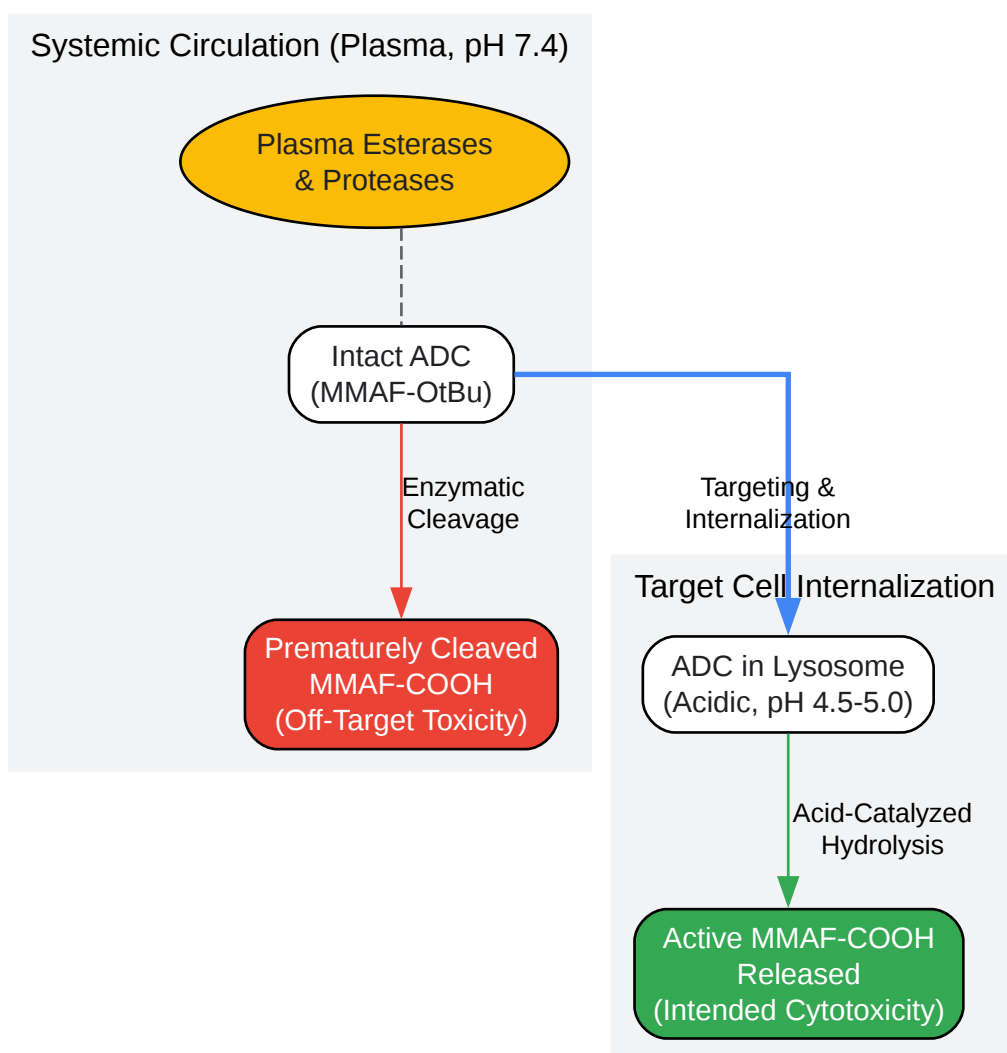 Systemic Circulation (Plasma, pH 7.4)
Plasma Esterases
& Proteases
Intact ADC
(MMAF-OtBu)
Enzymatic
Cleavage
Targeting &
Internalization
Prematurely Cleaved
MMAF-COOH
(Off-Target Toxicity)
Target Cell Internalization
ADC in Lysosome
(Acidic, pH 4.5-5.0)
Acid-Catalyzed
Hydrolysis
Active MMAF-COOH
Released
(Intended Cytotoxicity)